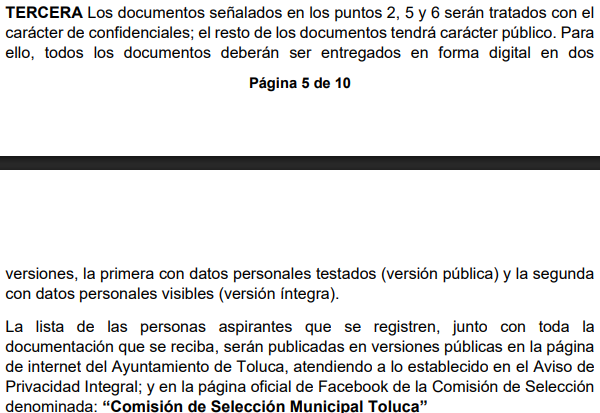 TERCERA Los documentos señalados en los puntos 2, 5 y 6 serán tratados con el
carácter de confidenciales; el resto de los documentos tendrá carácter público. Para
ello, todos los documentos deberán ser entregados en forma digital en dos
Página 5 de 10
versiones, la primera con datos personales testados (versión pública) y la segunda
con datos personales visibles (versión íntegra).
La lista de las personas aspirantes que se registren, junto con toda la
documentación que se reciba, serán publicadas en versiones públicas en la página
de internet del Ayuntamiento de Toluca, atendiendo a lo establecido en el Aviso de
Privacidad Integral; y en la página oficial de Facebook de la Comisión de Selección
denominada: “Comisión de Selección Municipal Toluca”